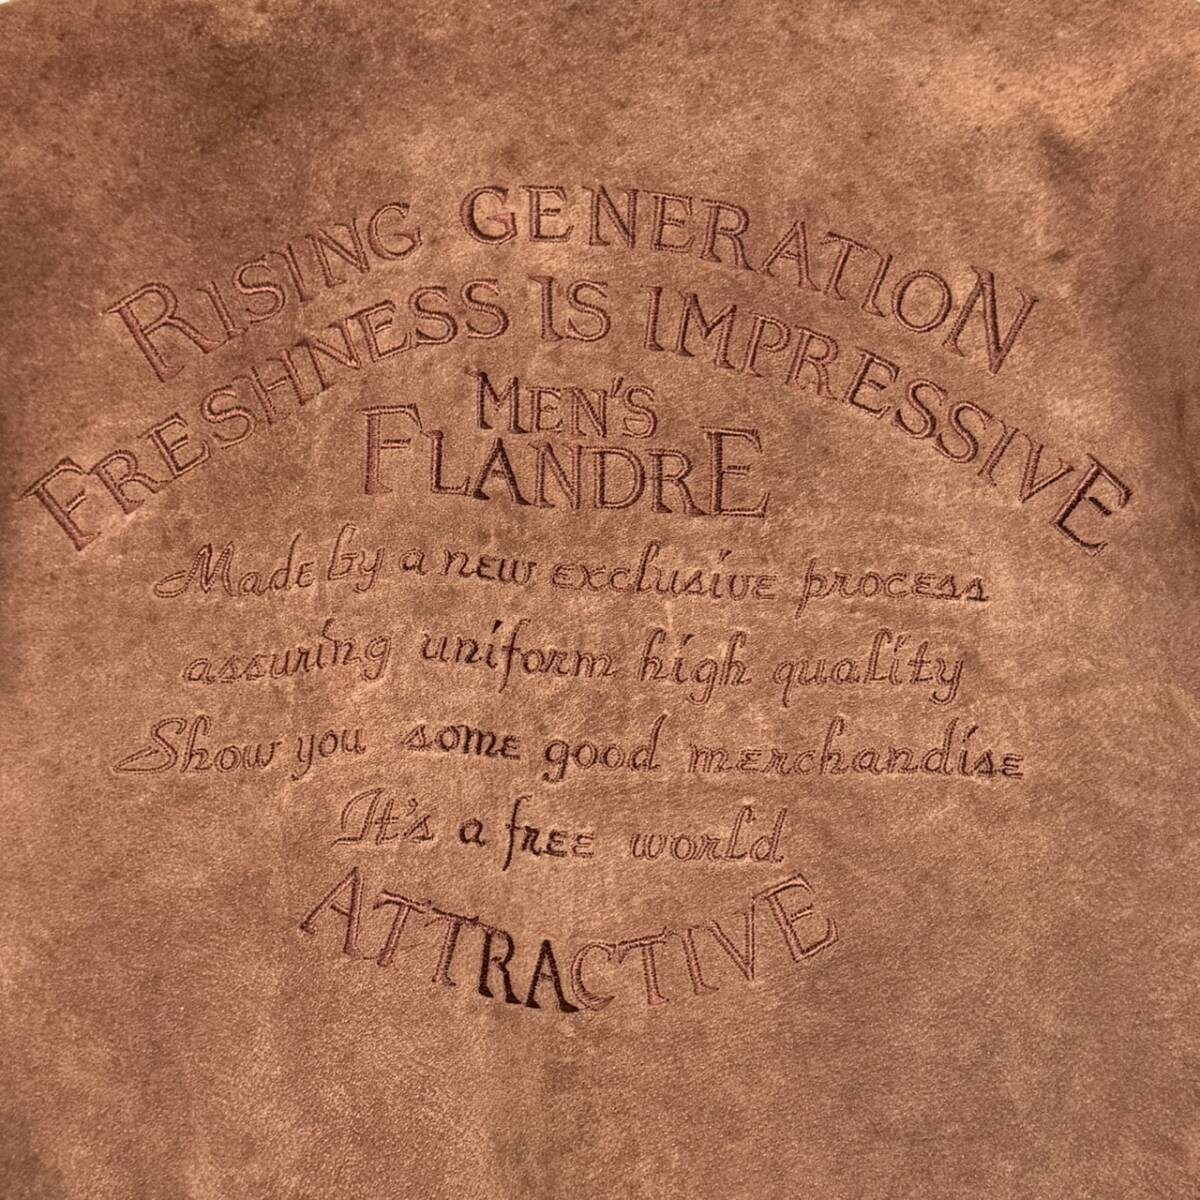 RISING GENERATION
FRESHNESS IS IMPRESSIVE
MEN'S
FLANDRE
Made by a new exclusive process
assuring uniform high quality
Show you some good merchandise
It's a free world
ATTRACTIVE